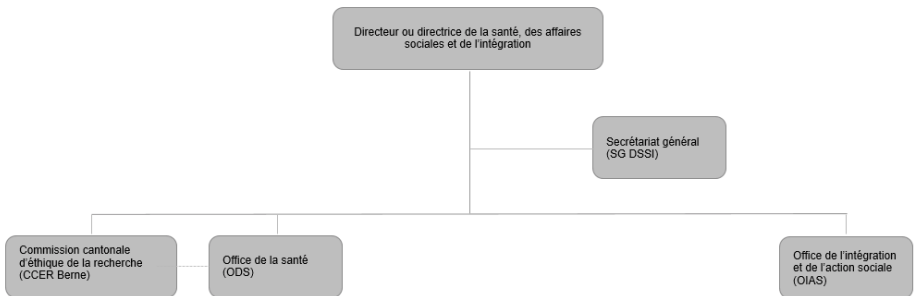 Directeur ou directrice de la santé, des affaires
sociales et de l'intégration
Secrétariat général
(SG DSSI)
Commission cantonale
d'éthique de la recherche
(CCER Berne)
Office de la santé
(ODS)
Office de l'intégration
et de l'action sociale
(OIAS)